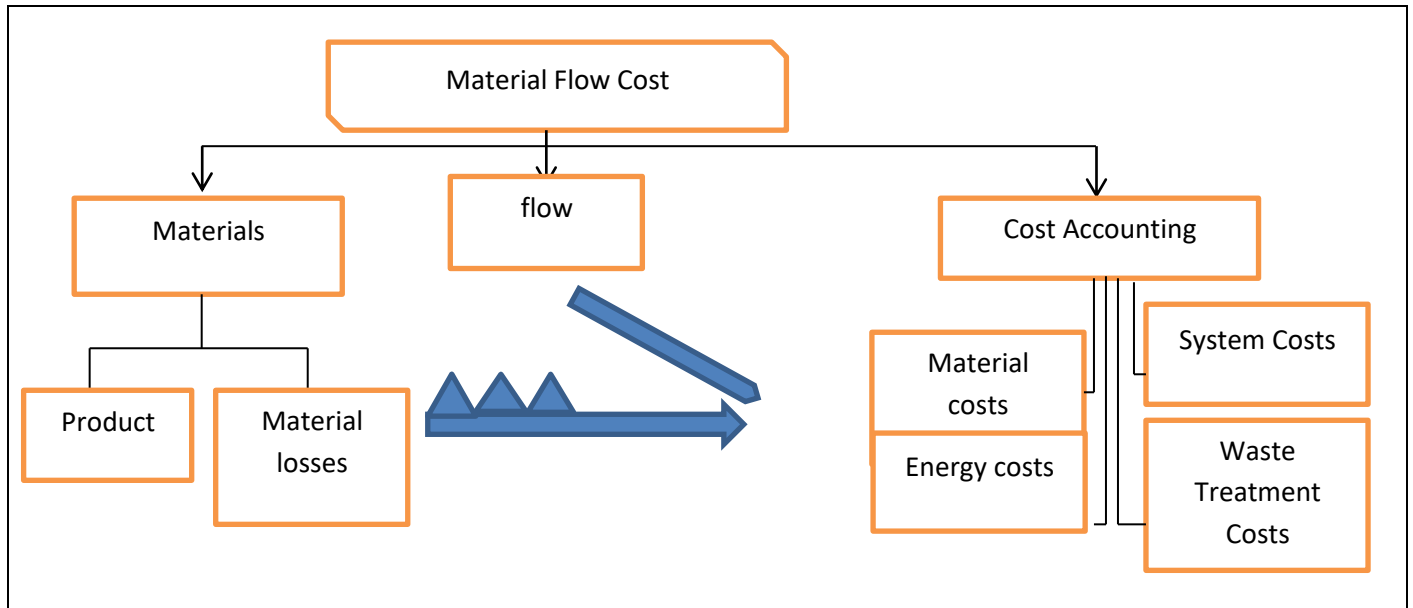 Material Flow Cost
Materials
flow
Cost Accounting
Product
Material
losses
Material
costs
Energy costs
System Costs
Waste
Treatment
Costs